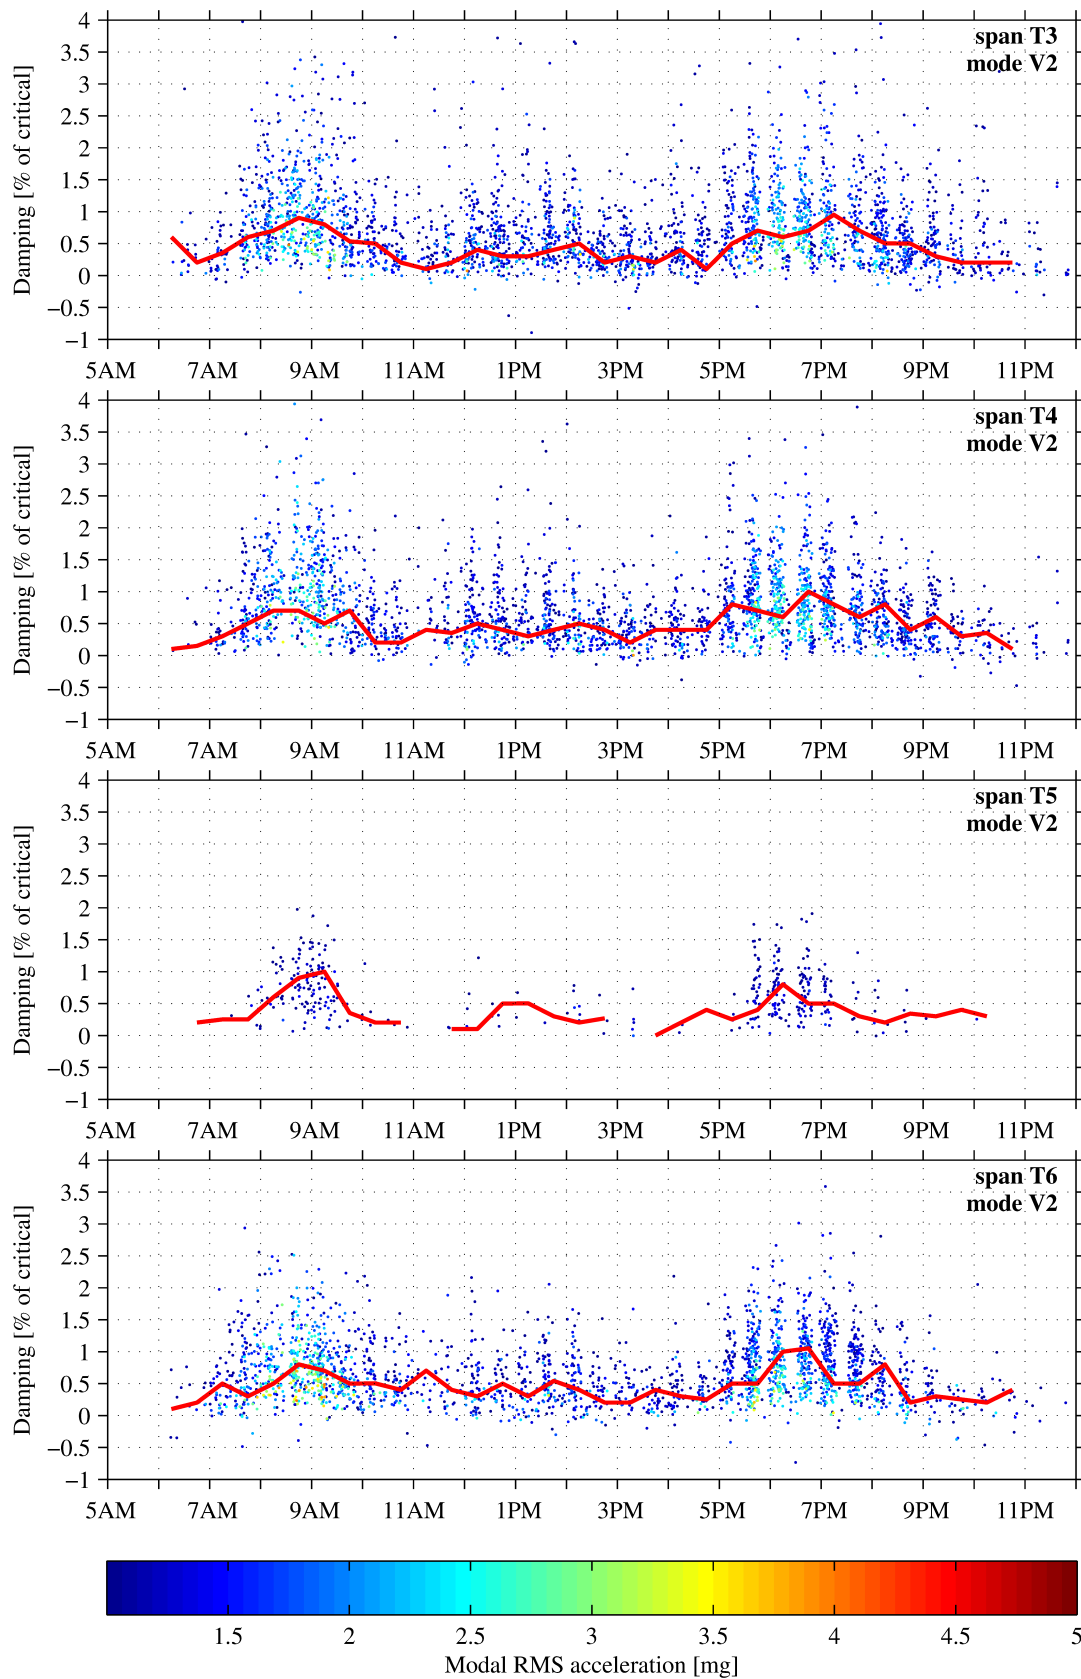 span T3
mode V2
Damping [% of critical]
4
3.5
3
2.5
2
1.5
1
0.5
0
−0.5
−1
5AM 7AM 9AM 11AM 1PM 3PM 5PM 7PM 9PM 11PM
span T4
mode V2
Damping [% of critical]
4
3.5
3
2.5
2
1.5
1
0.5
0
−0.5
−1
5AM 7AM 9AM 11AM 1PM 3PM 5PM 7PM 9PM 11PM
span T5
mode V2
Damping [% of critical]
4
3.5
3
2.5
2
1.5
1
0.5
0
−0.5
−1
5AM 7AM 9AM 11AM 1PM 3PM 5PM 7PM 9PM 11PM
span T6
mode V2
Damping [% of critical]
4
3.5
3
2.5
2
1.5
1
0.5
0
−0.5
−1
5AM 7AM 9AM 11AM 1PM 3PM 5PM 7PM 9PM 11PM
1.5 2 2.5 3 3.5 4 4.5 5
Modal RMS acceleration [mg]